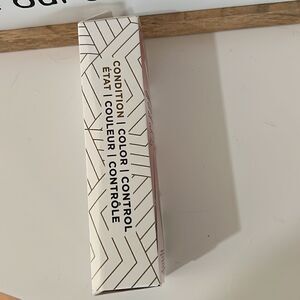 CONDITION | COLOR | CONTROL
ÉTAT | COULEUR | CONTRÔLE